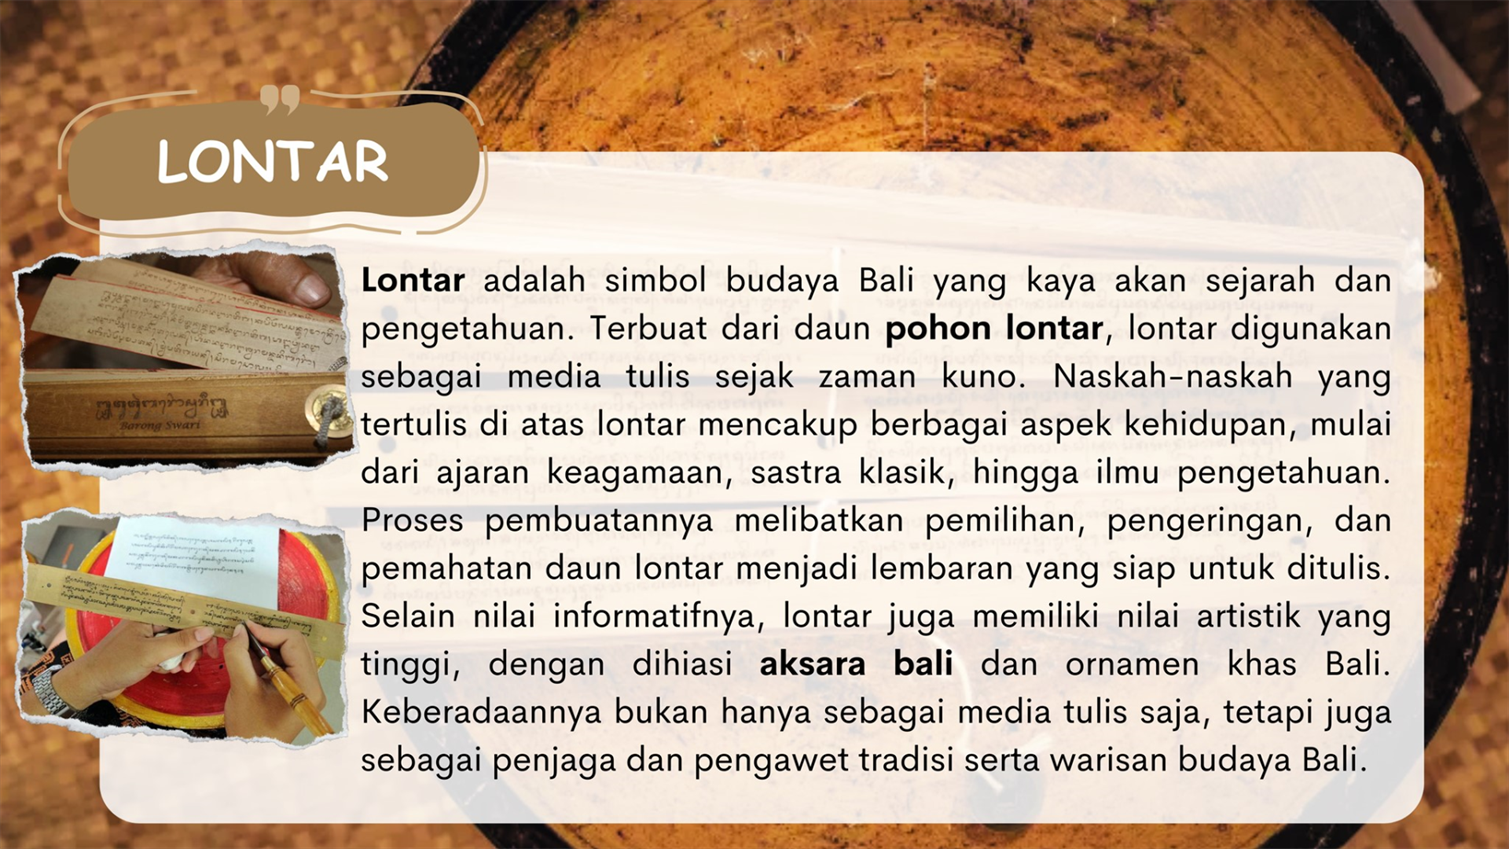 LONTAR
Lontar adalah simbol budaya Bali yang kaya akan sejarah dan
pengetahuan. Terbuat dari daun pohon lontar, lontar digunakan
sebagai media tulis sejak zaman kuno. Naskah-naskah yang
tertulis di atas lontar mencakup berbagai aspek kehidupan, mulai
dari ajaran keagamaan, sastra klasik, hingga ilmu pengetahuan.
Proses pembuatannya melibatkan pemilihan, pengeringan, dan
pemahatan daun lontar menjadi lembaran yang siap untuk ditulis.
Selain nilai informatifnya, lontar juga memiliki nilai artistik yang
tinggi, dengan dihiasi aksara bali dan ornamen khas Bali.
Keberadaannya bukan hanya sebagai media tulis saja, tetapi juga
sebagai penjaga dan pengawet tradisi serta warisan budaya Bali.
Barong Swari